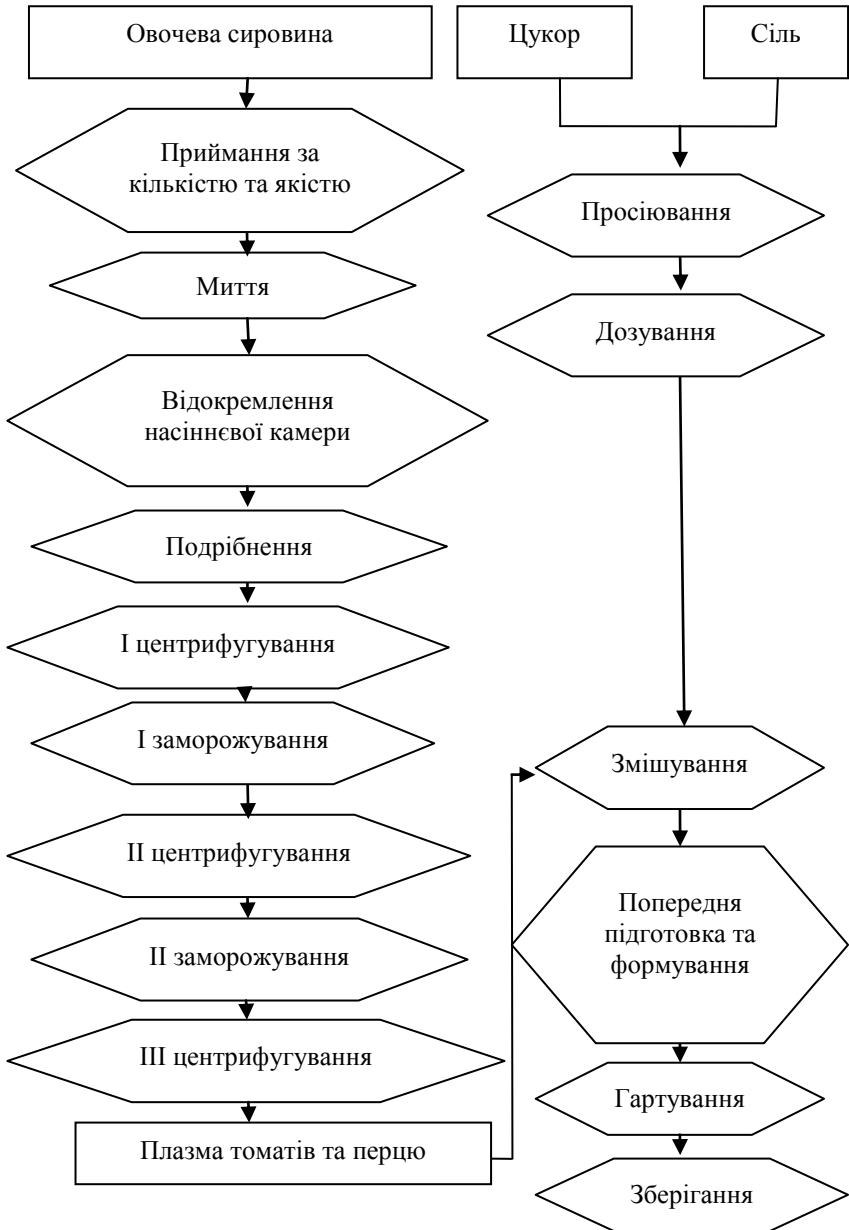 Овочева сировина
Цукор
Сіль
Приймання за
кількістю та якістю
Просіювання
Миття
Дозування
Відокремлення
насіннєвої камери
Подрібнення
І центрифугування
І заморожування
Змішування
ІІ центрифугування
Попередня
підготовка та
формування
ІІ заморожування
ІІІ центрифугування
Гартування
Плазма томатів та перцю
Зберігання